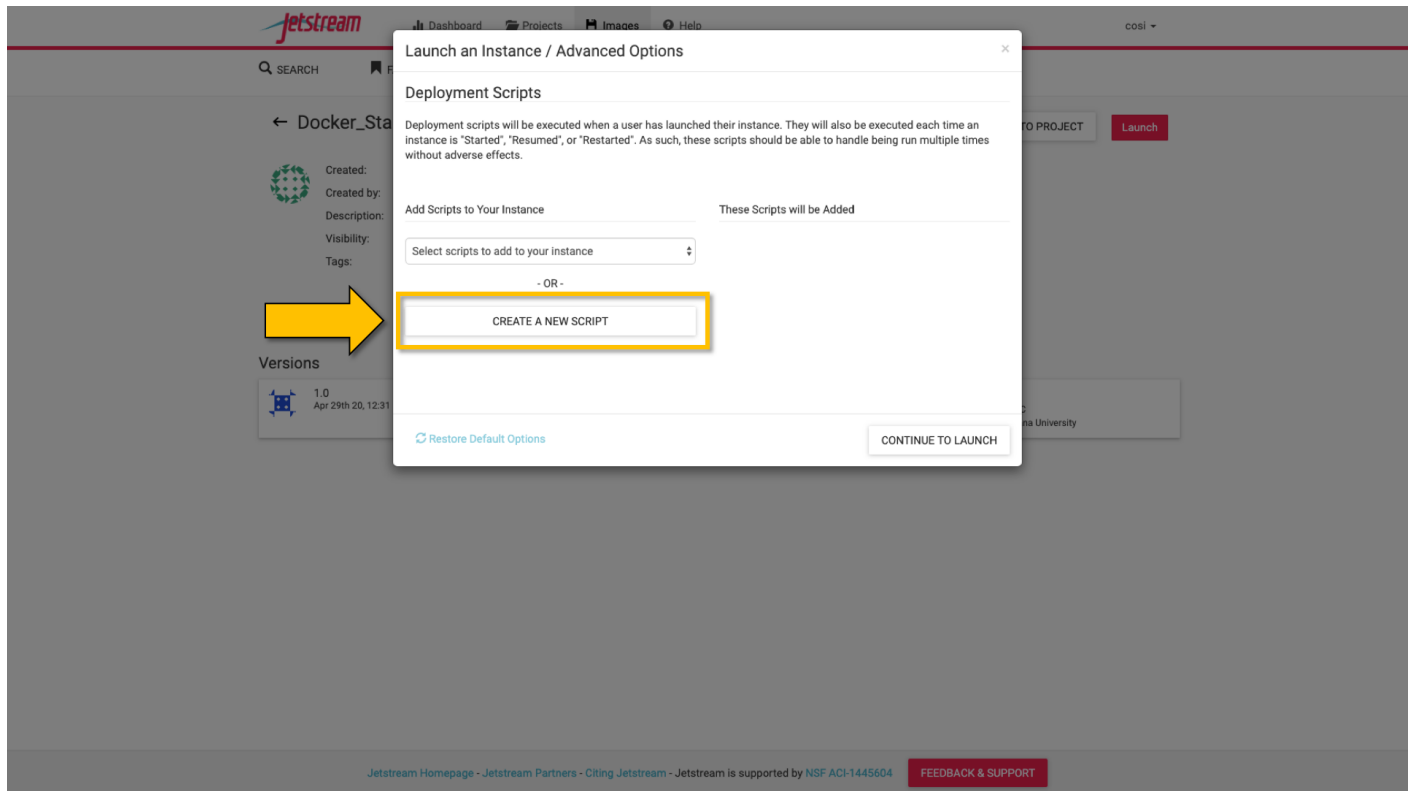 Jetstream Dashboard Projects Images Help cosi
Launch an Instance / Advanced Options ×
SEARCH
Deployment Scripts
← Docker_Sta
Deployment scripts will be executed when a user has launched their instance. They will also be executed each time an
instance is "Started", "Resumed", or "Restarted". As such, these scripts should be able to handle being run multiple times
without adverse effects.
TO PROJECT Launch
Created:
Created by:
Description:
Visibility:
Tags:
Add Scripts to Your Instance These Scripts will be Added
Select scripts to add to your instance
- OR -
CREATE A NEW SCRIPT
Versions
1.0
Apr 29th 20, 12:31
na University
Restore Default Options CONTINUE TO LAUNCH
Jetstream Homepage - Jetstream Partners - Citing Jetstream - Jetstream is supported by NSF ACI-1445604 FEEDBACK & SUPPORT